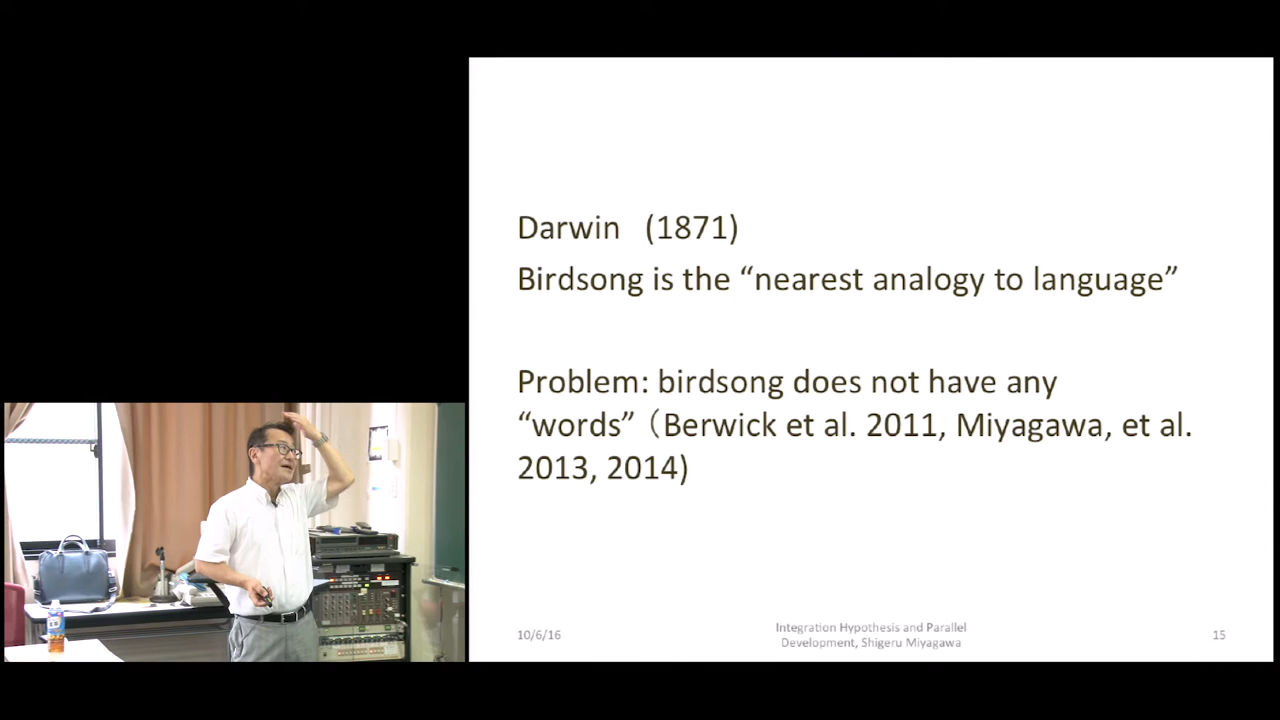 Darwin (1871)
Birdsong is the “nearest analogy to language”
Problem: birdsong does not have any
“words”（Berwick et al. 2011, Miyagawa, et al.
2013, 2014)
10/6/16
Integration Hypothesis and Parallel
Development, Shigeru Miyagawa
15